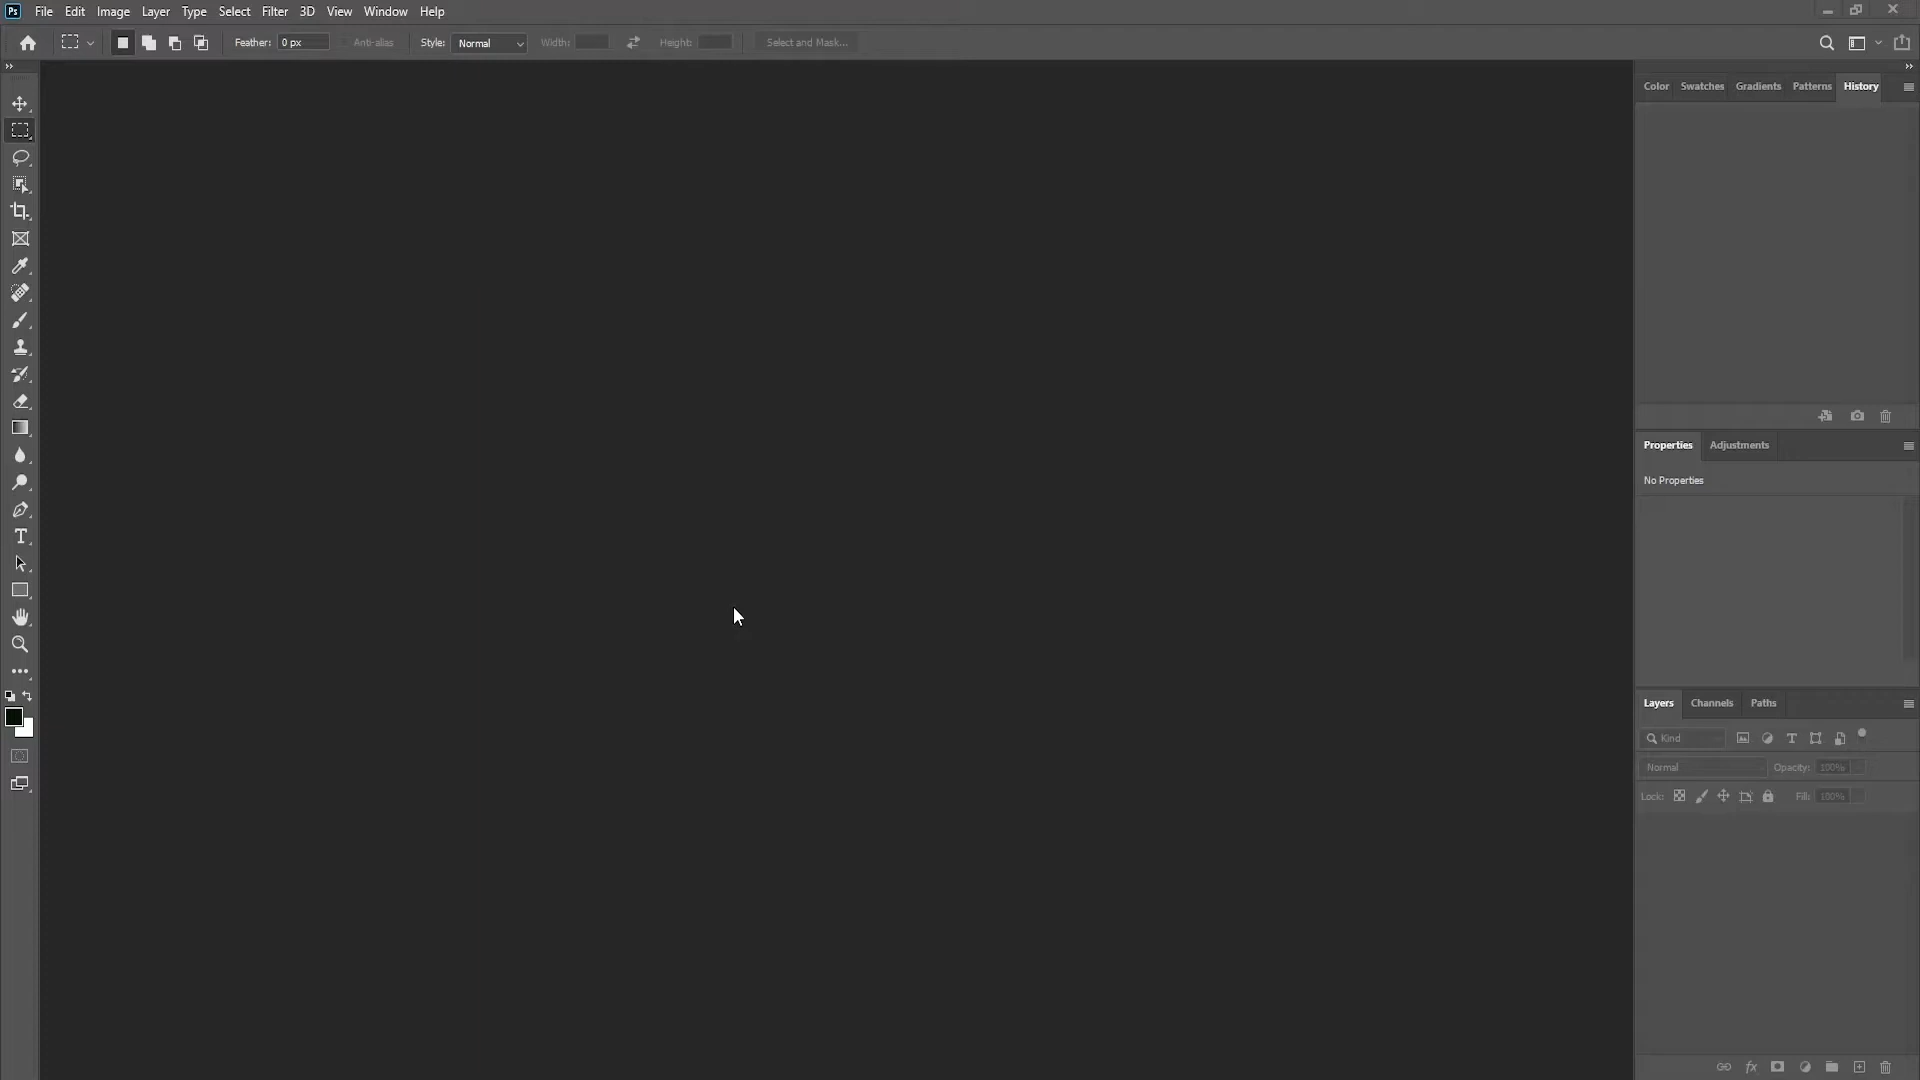 Ps File Edit Image Layer Type Select Filter 3D View Window Help
Feather: 0 px Anti-alias Style: Normal Width: Height: Select and Mask...
Color Swatches Gradients Patterns History
Properties Adjustments
No Properties
Layers Channels Paths
Kind
Normal Opacity: 100%
Lock: Fill: 100%